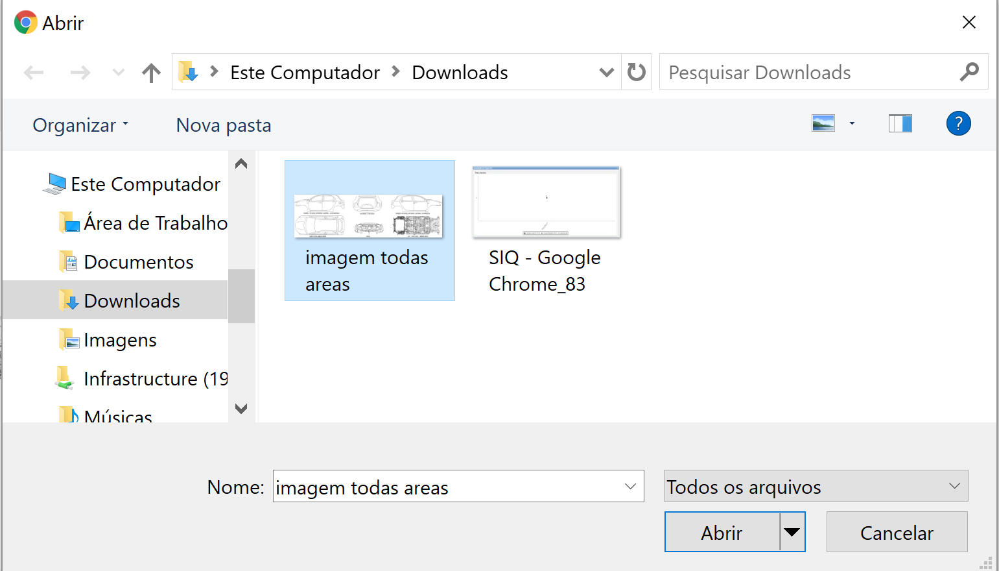 Abrir
Este Computador
Downloads
Pesquisar Downloads
Organizar
Nova pasta
?
Este Computador
Área de Trabalho
Documentos
Downloads
Imagens
Infrastructure (19
Músicas
imagem todas
areas
SIQ - Google
Chrome_83
Nome:
imagem todas areas
Todos os arquivos
Abrir
Cancelar